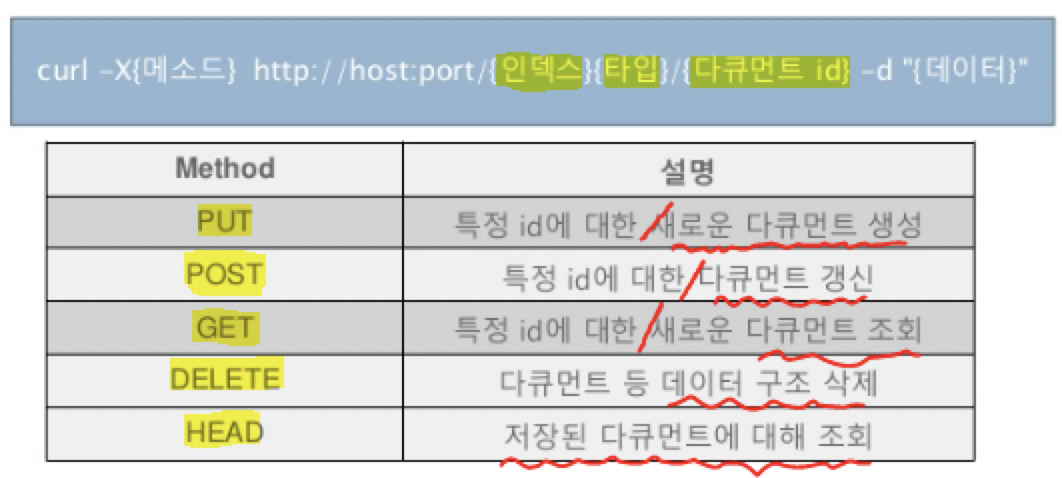 curl -X{메소드} http://host:port/{인덱스}{타입}/{다큐먼트 id} -d "{데이터}"
Method 설명
PUT 특정 id에 대한 새로운 다큐먼트 생성
POST 특정 id에 대한 다큐먼트 갱신
GET 특정 id에 대한 새로운 다큐먼트 조회
DELETE 다큐먼트 등 데이터 구조 삭제
HEAD 저장된 다큐먼트에 대해 조회